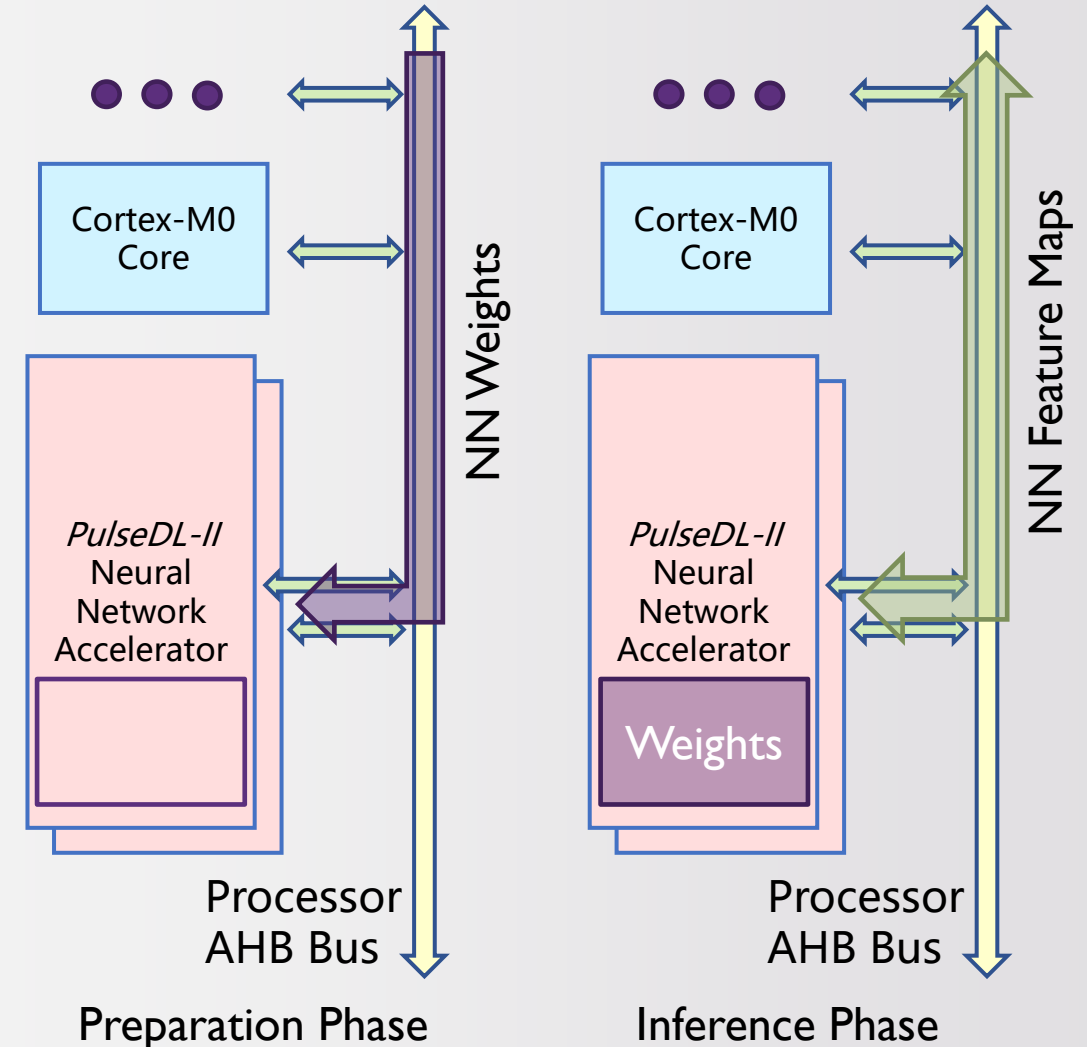 Cortex-M0
Core
NN Weights
PulseDL-II
Neural
Network
Accelerator
Processor
AHB Bus
Preparation Phase
Cortex-M0
Core
NN Feature Maps
PulseDL-II
Neural
Network
Accelerator
Weights
Processor
AHB Bus
Inference Phase